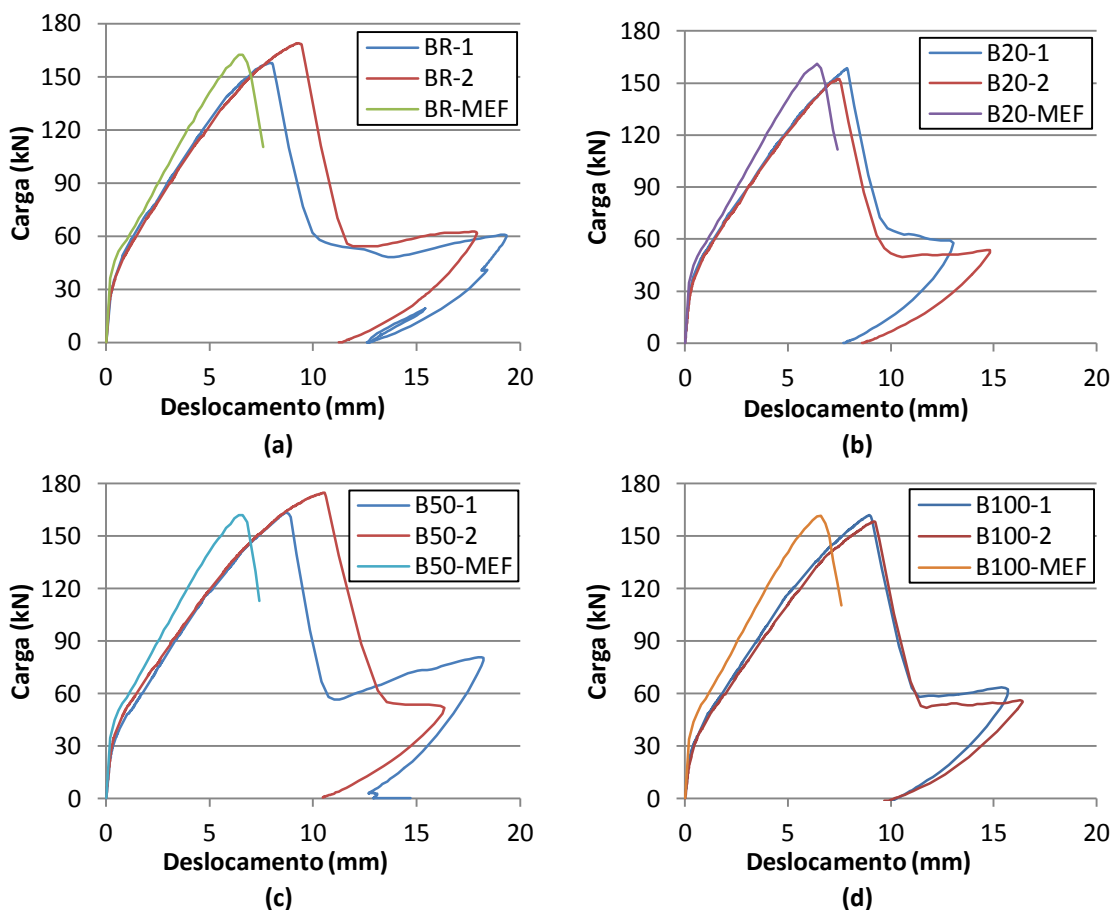 180
150
120
90
60
30
0
Carga (kN)
BR-1
BR-2
BR-MEF
0 5 10 15 20
Deslocamento (mm)
(a)
180
150
120
90
60
30
0
Carga (kN)
B20-1
B20-2
B20-MEF
0 5 10 15 20
Deslocamento (mm)
(b)
180
150
120
90
60
30
0
Carga (kN)
B50-1
B50-2
B50-MEF
0 5 10 15 20
Deslocamento (mm)
(c)
180
150
120
90
60
30
0
Carga (kN)
B100-1
B100-2
B100-MEF
0 5 10 15 20
Deslocamento (mm)
(d)